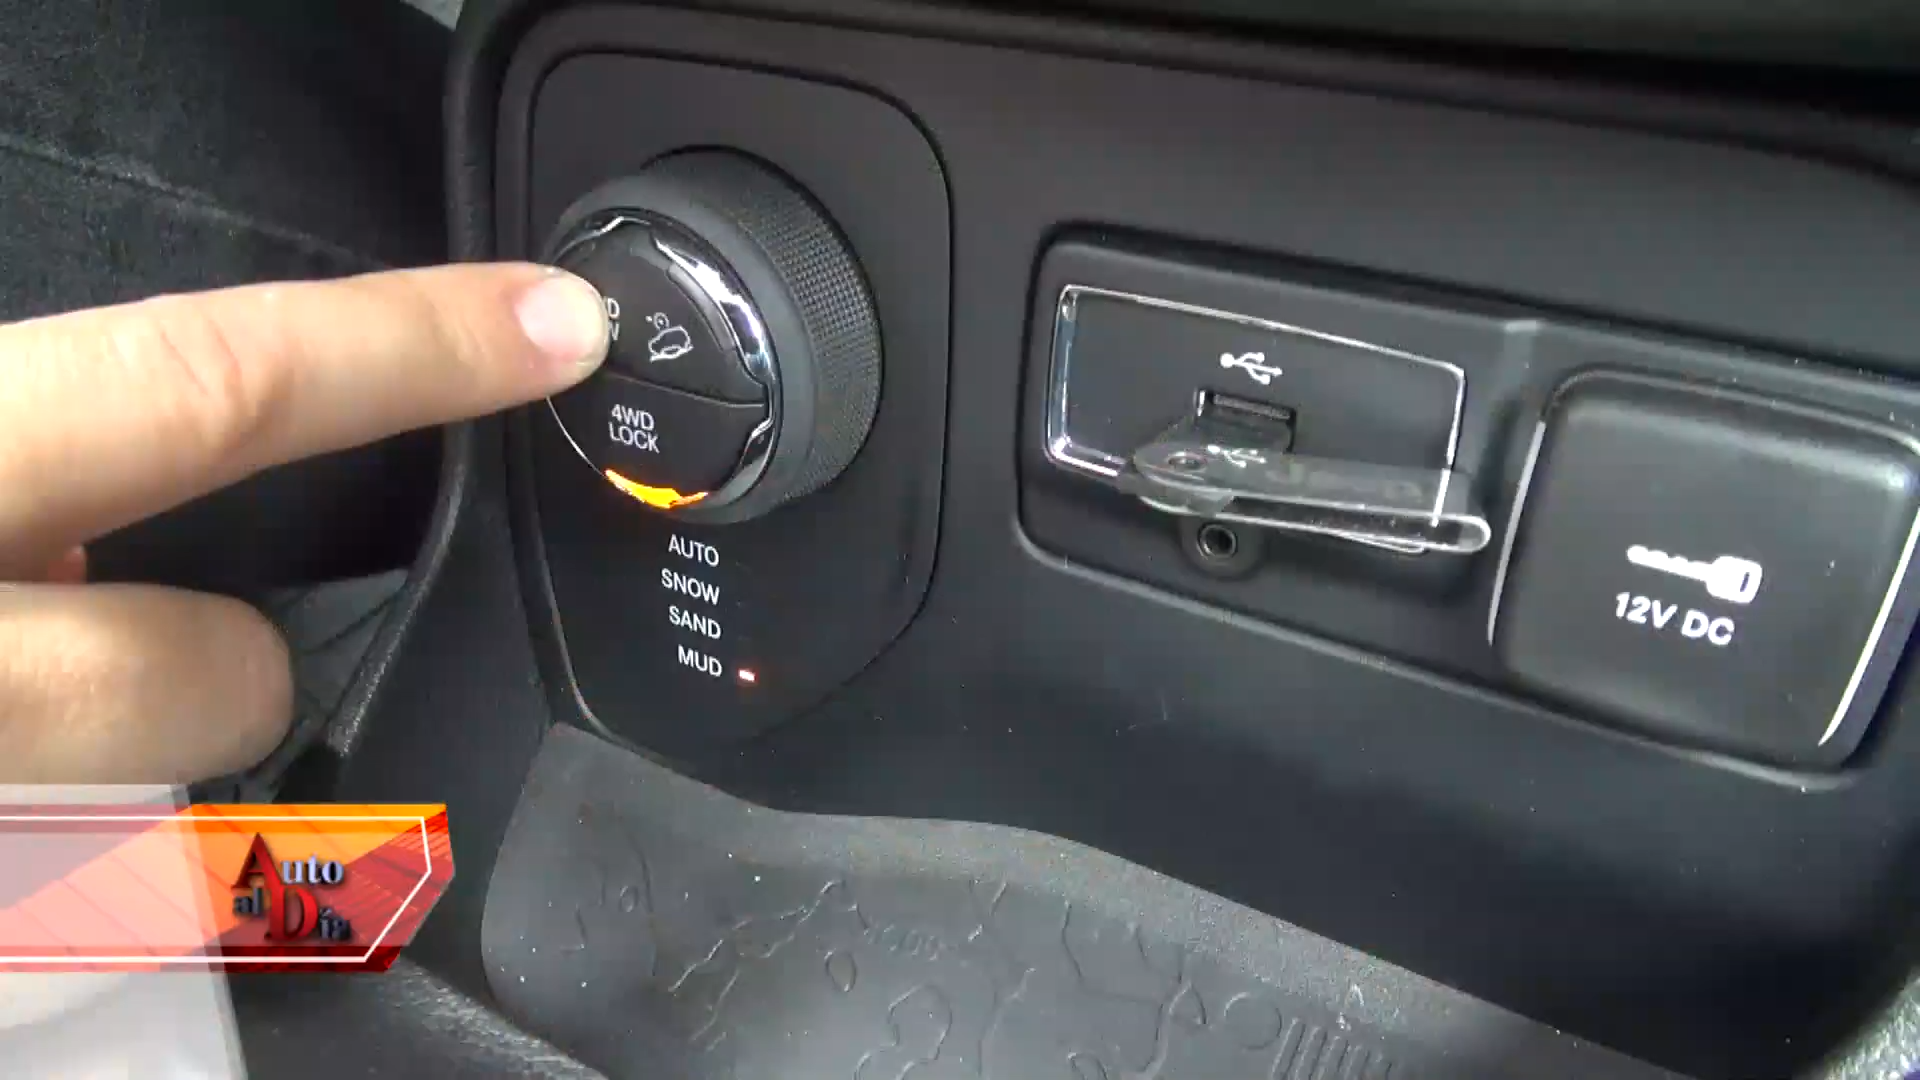 4WD
LOCK
AUTO
SNOW
SAND
MUD
12V DC
Auto
al Día